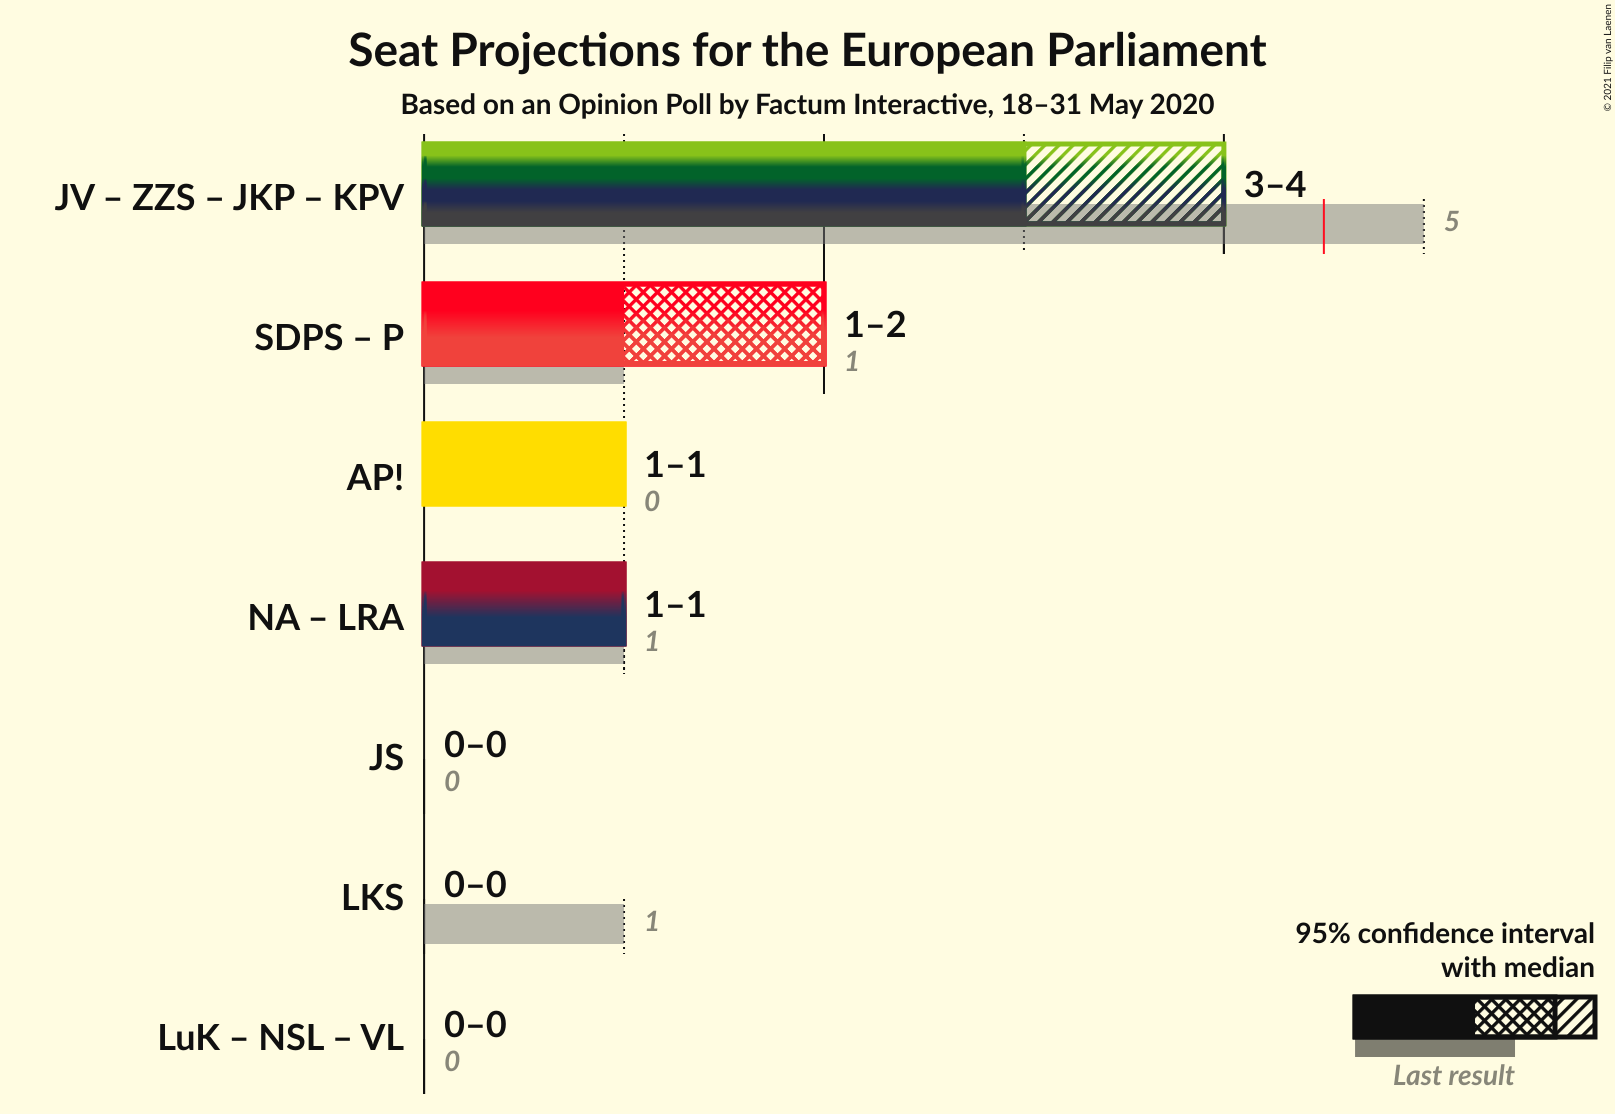 Seat Projections for the European Parliament
Based on an Opinion Poll by Factum Interactive, 18–31 May 2020
© 2021 Filip van Laenen
JV – ZZS – JKP – KPV
3–4
5
SDPS – P
1–2
1
AP!
1–1
0
NA – LRA
1–1
1
JS
0–0
0
LKS
0–0
1
LuK – NSL – VL
0–0
0
95% confidence interval
with median
Last result